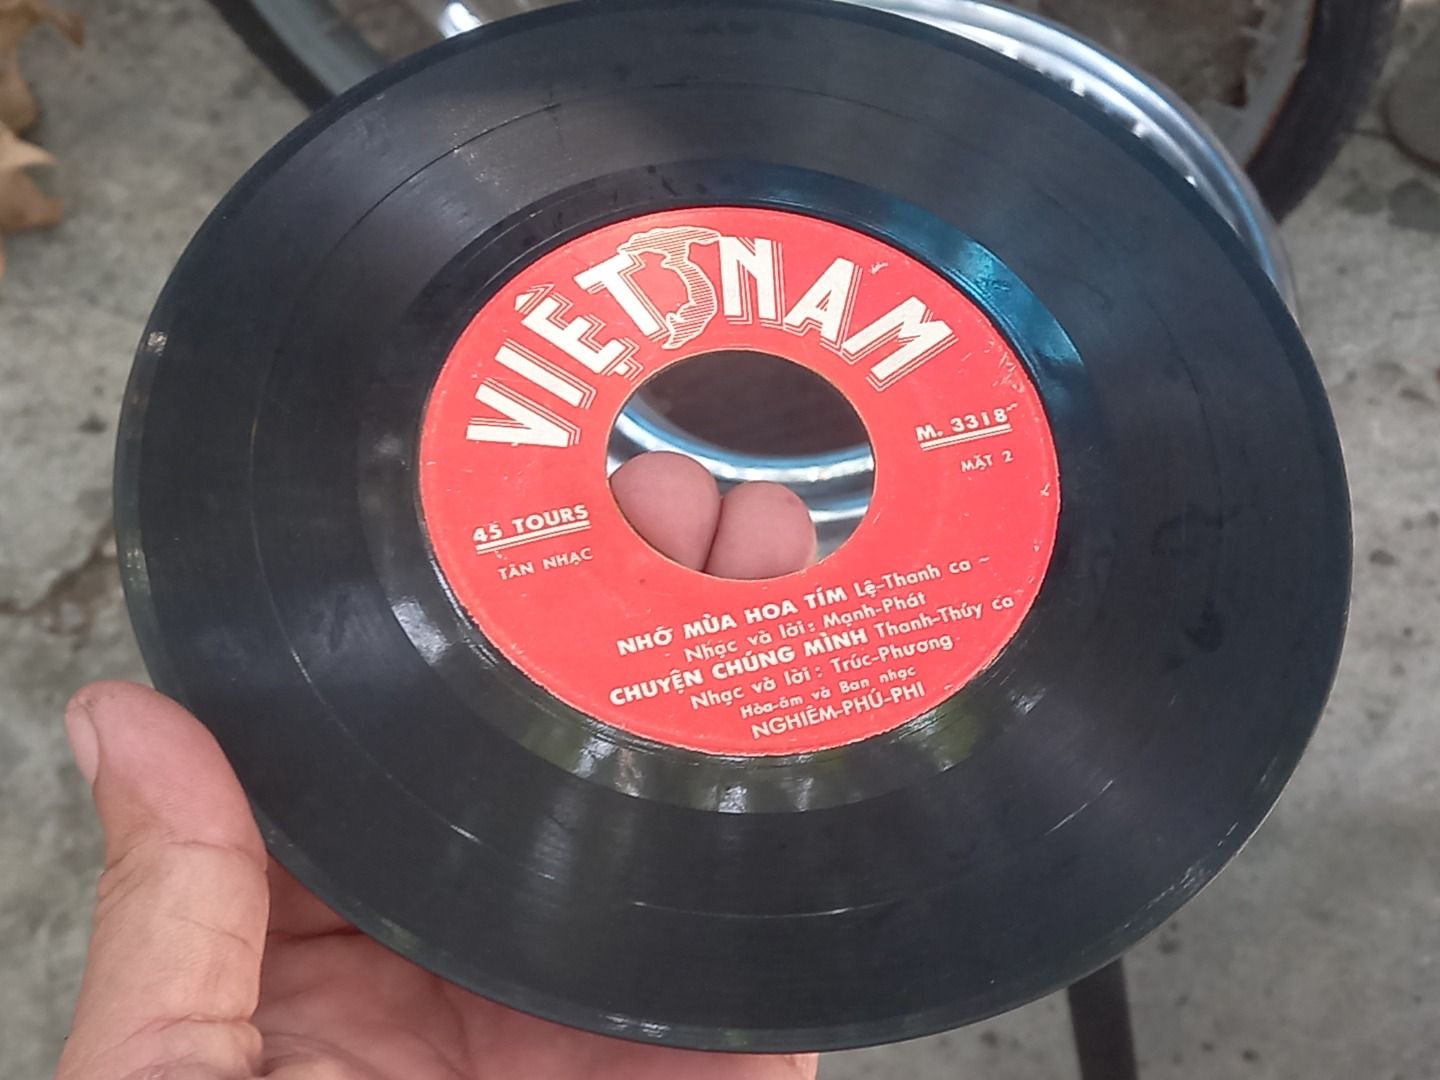 VIỆT NAM
M. 3318
MẶT 2
45 TOURS
TÂN NHẠC
NHỚ MÙA HOA TÍM Lệ-Thanh ca ~
Nhạc và lời : Mạnh-Phát
CHUYỆN CHÚNG MÌNH Thanh-Thúy ca
Nhạc và lời : Trúc-Phương
Hòa-âm và Ban nhạc
NGHIÊM-PHÚ-PHI